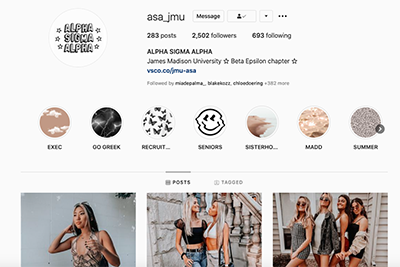 asa_jmu Message
ALPHA
SIGMA
ALPHA
283 posts 2,502 followers 693 following
ALPHA SIGMA ALPHA
James Madison University ☆ Beta Epsilon chapter ☆
vsco.co/jmu-asa
Followed by miadepalma_, blakekozz, chloedoering +382 more
EXEC GO GREEK RECRUIT... SENIORS SISTERHO... MADD SUMMER
POSTS TAGGED